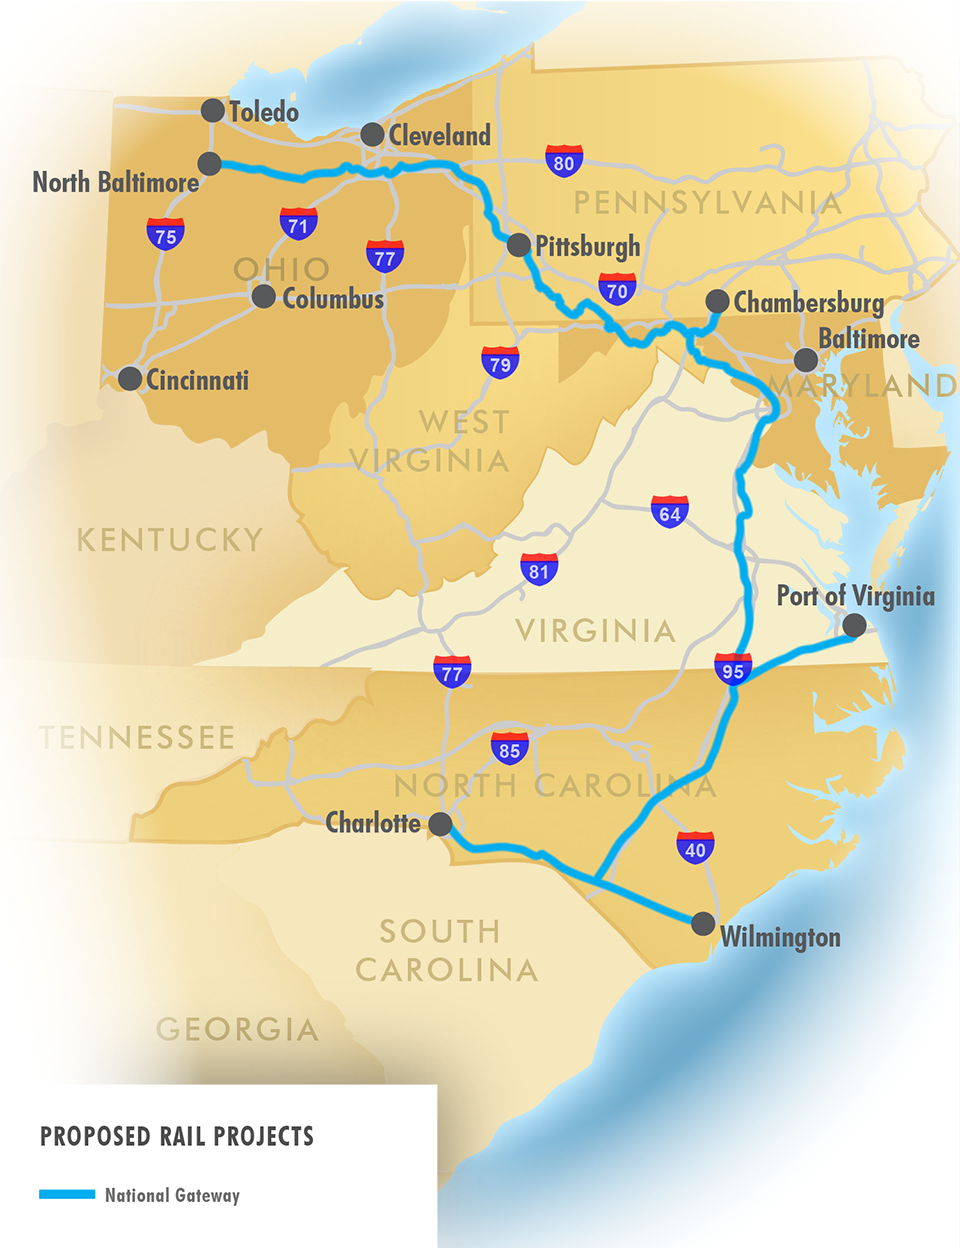 Toledo
Cleveland
North Baltimore
80
PENNSYLVANIA
75
71
77
Pittsburgh
OHIO
Columbus
70
Chambersburg
Baltimore
79
Cincinnati
MARYLAND
WEST
VIRGINIA
64
KENTUCKY
81
Port of Virginia
VIRGINIA
77
95
TENNESSEE
85
NORTH CAROLINA
Charlotte
40
SOUTH
CAROLINA
Wilmington
GEORGIA
PROPOSED RAIL PROJECTS
National Gateway